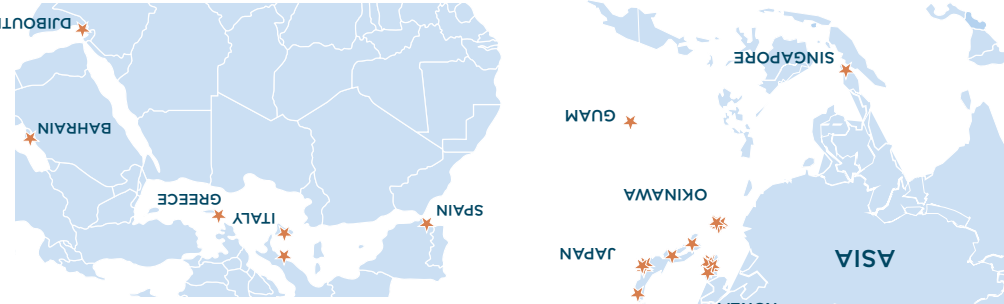 ASIA
JAPAN
OKINAWA
GUAM
SINGAPORE
SPAIN
ITALY
GREECE
BAHRAIN
DJIBOUTI